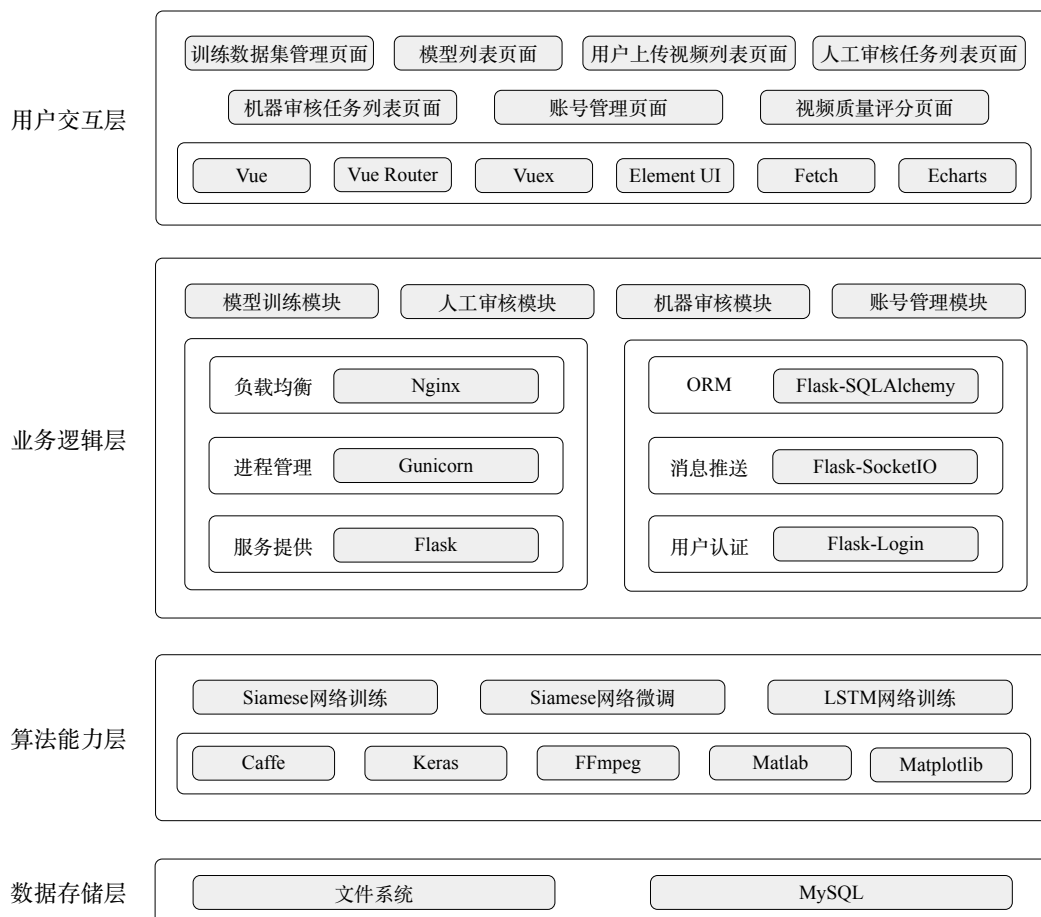 训练数据集管理页面 模型列表页面 用户上传视频列表页面 人工审核任务列表页面
用户交互层
机器审核任务列表页面 账号管理页面 视频质量评分页面
Vue Vue Router Vuex Element UI Fetch Echarts
模型训练模块 人工审核模块 机器审核模块 账号管理模块
业务逻辑层
负载均衡 Nginx
进程管理 Gunicorn
服务提供 Flask
ORM Flask-SQLAlchemy
消息推送 Flask-SocketIO
用户认证 Flask-Login
Siamese网络训练 Siamese网络微调 LSTM网络训练
算法能力层
Caffe Keras FFmpeg Matlab Matplotlib
数据存储层 文件系统 MySQL